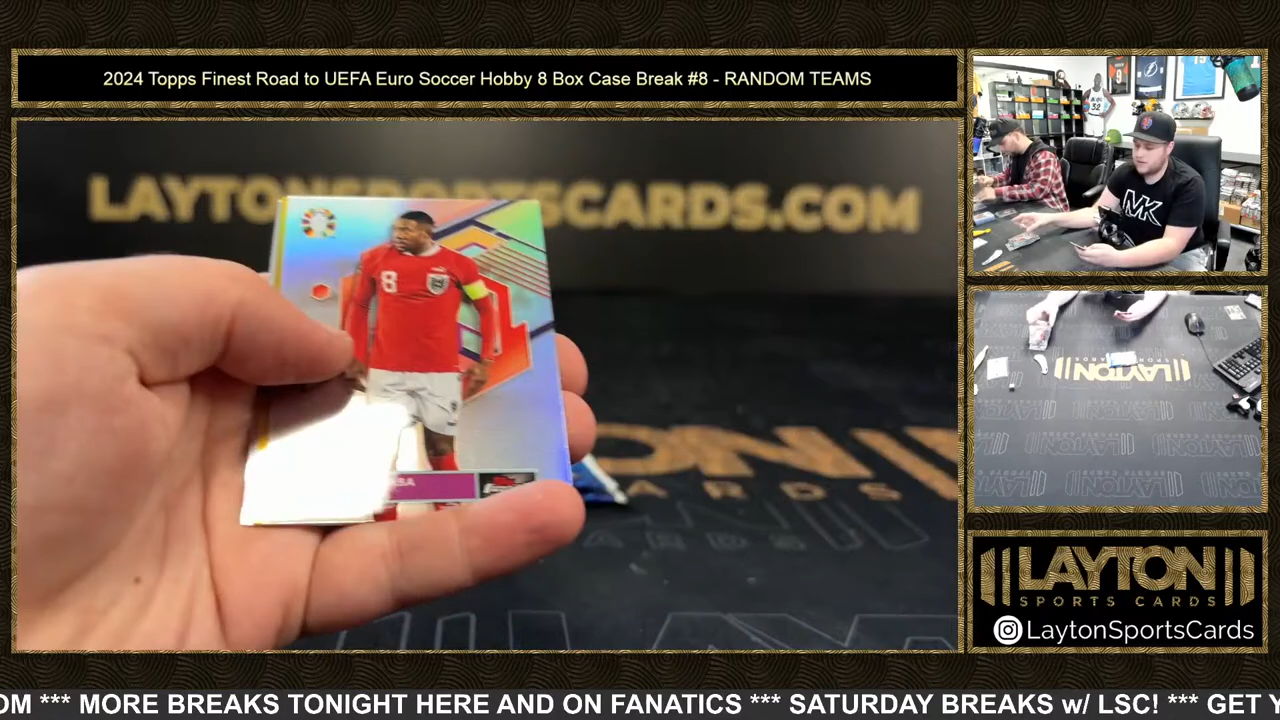 2024 Topps Finest Road to UEFA Euro Soccer Hobby 8 Box Case Break #8 - RANDOM TEAMS
LAYTONSPORTSCARDS.COM
8
LAYTON
SPORTS CARDS
LaytonSportsCards
OM *** MORE BREAKS TONIGHT HERE AND ON FANATICS *** SATURDAY BREAKS w/ LSC! *** GET Y